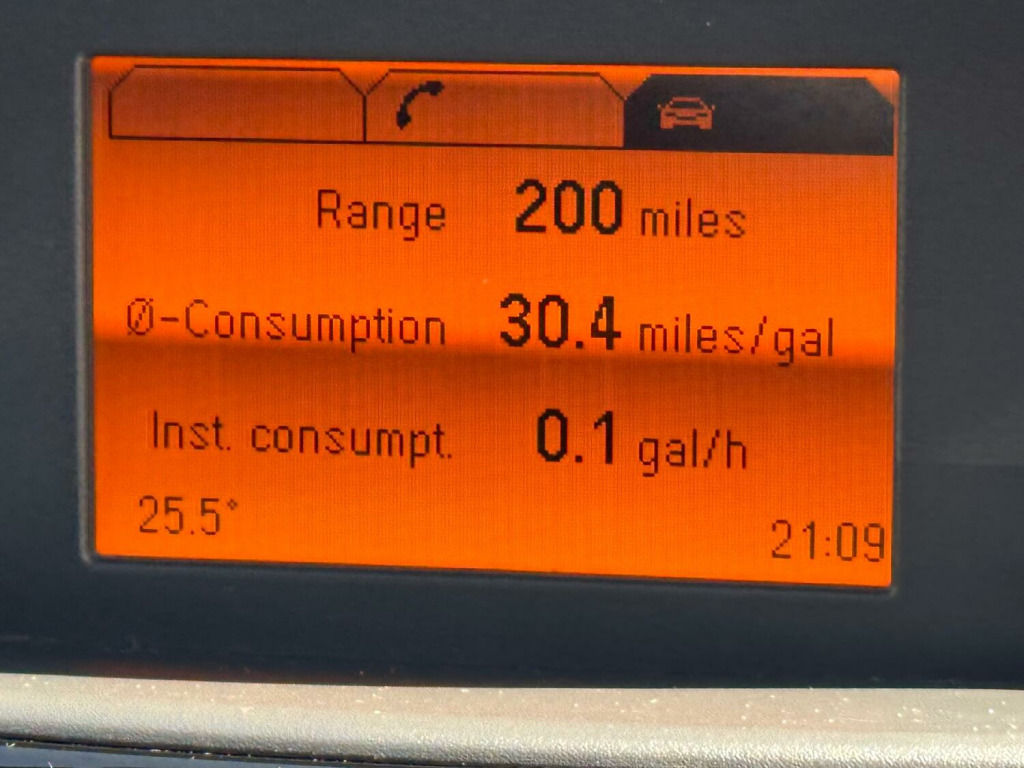 Range 200 miles
Ø-Consumption 30.4 miles/gal
Inst. consumpt. 0.1 gal/h
25.5° 21:09